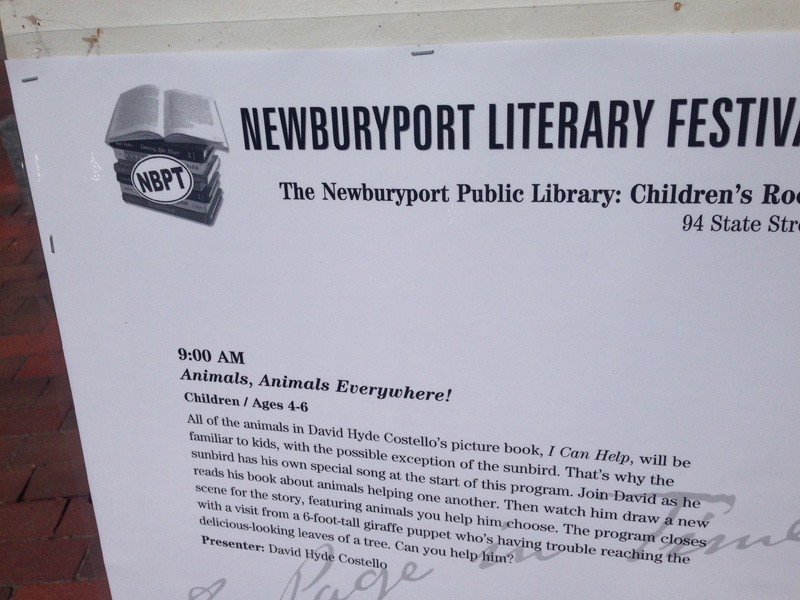 NEWBURYPORT LITERARY FESTIVA
The Newburyport Public Library: Children's Roo
94 State Stre
NBPT
9:00 AM
Animals, Animals Everywhere!
Children / Ages 4-6
All of the animals in David Hyde Costello's picture book, I Can Help, will be
familiar to kids, with the possible exception of the sunbird. That's why the
sunbird has his own special song at the start of this program. Join David as he
reads his book about animals helping one another. Then watch him draw a new
scene for the story, featuring animals you help him choose. The program closes
with a visit from a 6-foot-tall giraffe puppet who's having trouble reaching the
delicious-looking leaves of a tree. Can you help him?
Presenter: David Hyde Costello
A Page in Time